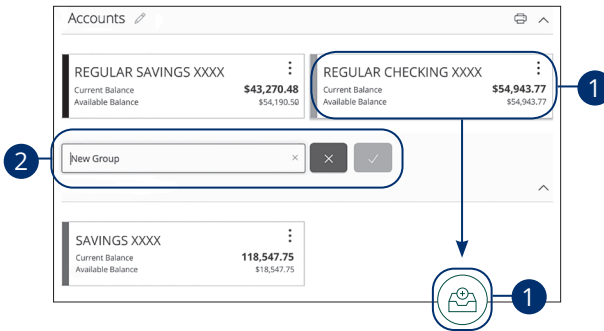 Accounts
REGULAR SAVINGS XXXX
Current Balance $43,270.48
Available Balance $54,190.50
REGULAR CHECKING XXXX
Current Balance $54,943.77
Available Balance $54,943.77
1
2
New Group
SAVINGS XXXX
Current Balance 118,547.75
Available Balance $18,547.75
1